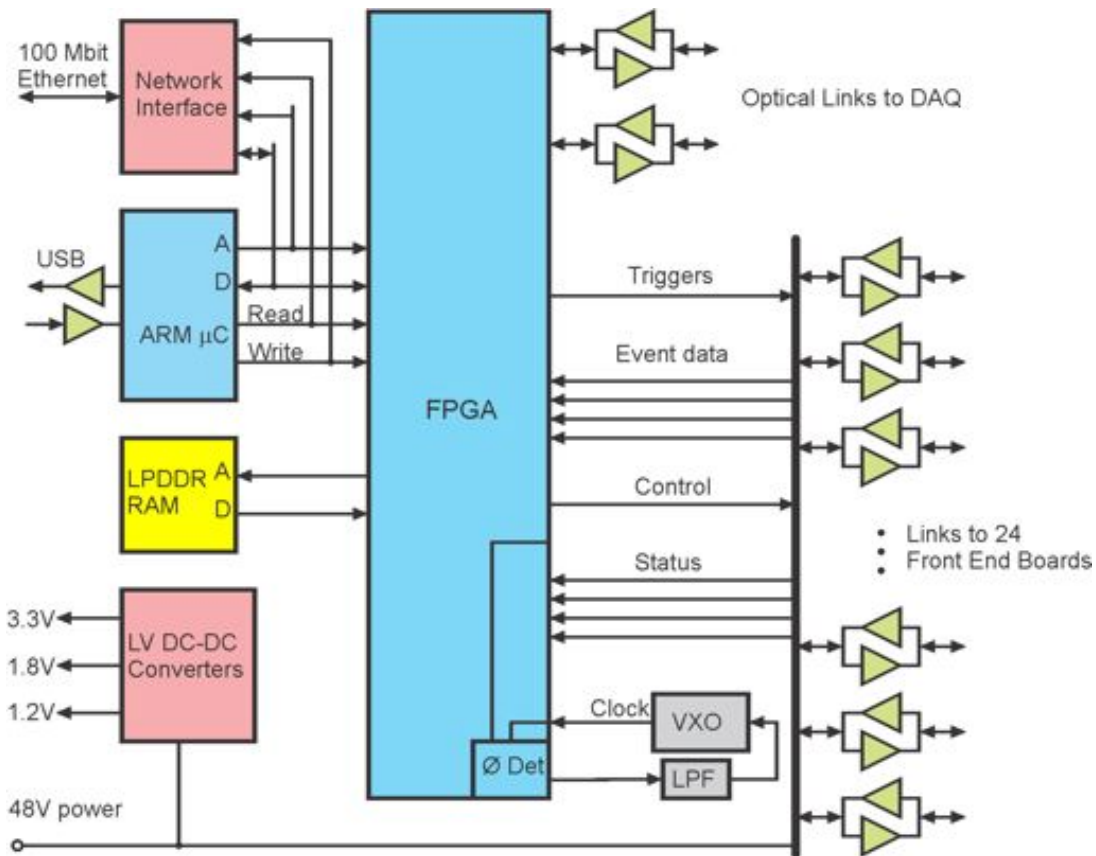 100 Mbit
Ethernet
Network
Interface
Optical Links to DAQ
USB
A
D
Read
ARM μC
Write
FPGA
Triggers
Event data
Control
Status
Links to 24
Front End Boards
LPDDR A
RAM D
3.3V
1.8V
1.2V
LV DC-DC
Converters
Clock
VXO
Ø Det
LPF
48V power